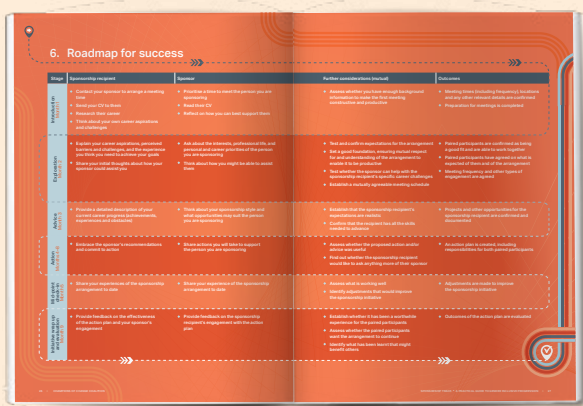 6. Roadmap for success
Stage
Sponsorship recipient
Sponsor
Further considerations (mutual)
Outcomes
Introduction
Contact your sponsor to arrange a meeting
time
Send your CV to them
Research their career
Think about your own career aspirations
and challenges
Prioritise a time to meet the person you are
sponsoring
Read their CV
Reflect on how you can best support them
Assess whether you have enough background
information to make the first meeting
constructive and productive
Meeting times (including frequency), locations
and any other relevant details are confirmed
Preparation for meetings is completed
Exploration
Explain your career aspirations, perceived
barriers and challenges, and the experience
you think you need to achieve your goals
Share your initial thoughts about how your
sponsor could assist you
Ask about the interests, professional life, and
personal and career priorities of the person
you are sponsoring
Think about how you might be able to assist
them
Test and confirm expectations for the arrangement
Set a good foundation, ensuring mutual respect
for and understanding of the arrangement to
enable it to be productive
Test whether the sponsor can help with the
sponsorship recipient's specific career challenges
Establish a mutually agreeable meeting schedule
Paired participants are confirmed as being
a good fit and are able to work together
Paired participants have agreed on what is
expected of them and of the arrangement
Meeting frequency and other types of
engagement are agreed
Advice
Provide a detailed description of your
current career progress (achievements,
experiences and obstacles)
Think about your sponsorship style and
what opportunities may suit the person
you are sponsoring
Establish that the sponsorship recipient's
expectations are realistic
Confirm that the recipient has all the skills
needed to advance
Projects and other opportunities for the
sponsorship recipient are confirmed and
documented
Action
Embrace the sponsor's recommendations
and commit to action
Share actions you will take to support
the person you are sponsoring
Assess whether the proposed action and/or
advice was useful
Find out whether the sponsorship recipient
would like to ask anything more of their sponsor
An action plan is created, including
responsibilities for both paired participants
Share your experiences of the sponsorship
arrangement to date
Share your experience of the sponsorship
arrangement to date
Assess what is working well
Identify adjustments that would improve
the sponsorship initiative
Adjustments are made to improve
the sponsorship initiative
Provide feedback on the effectiveness
of the action plan and your sponsor's
engagement
Provide feedback on the sponsorship
recipient's engagement with the action
plan
Establish whether it has been a worthwhile
experience for the paired participants
Assess whether the paired participants
want the arrangement to continue
Identify what has been learnt that might
benefit others
Outcomes of the action plan are evaluated